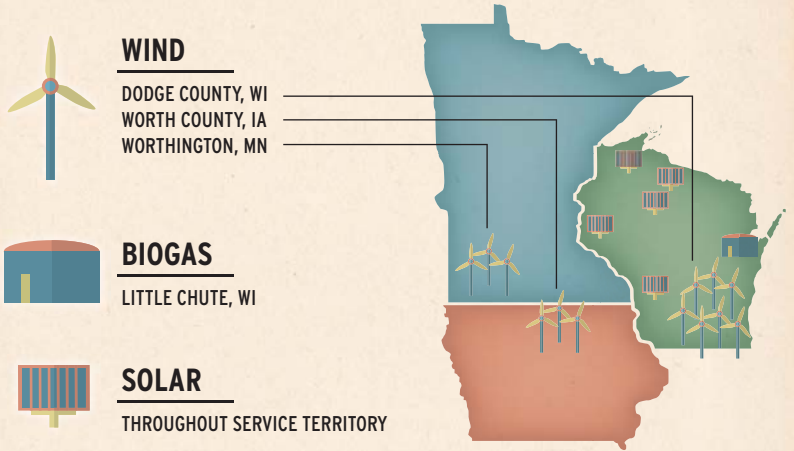 WIND
DODGE COUNTY, WI
WORTH COUNTY, IA
WORTHINGTON, MN
BIOGAS
LITTLE CHUTE, WI
SOLAR
THROUGHOUT SERVICE TERRITORY